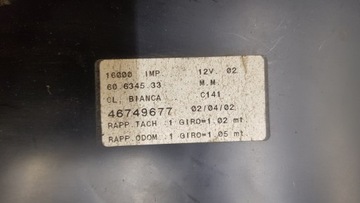 16000 IMP 12V. 02
60.6345.33 M.M.
CL. BIANCA C141
46749677 02/04/02
RAPP.TACH :1 GIRO=1.02 mt
RAPP.ODOM.:1 GIRO=1.05 mt